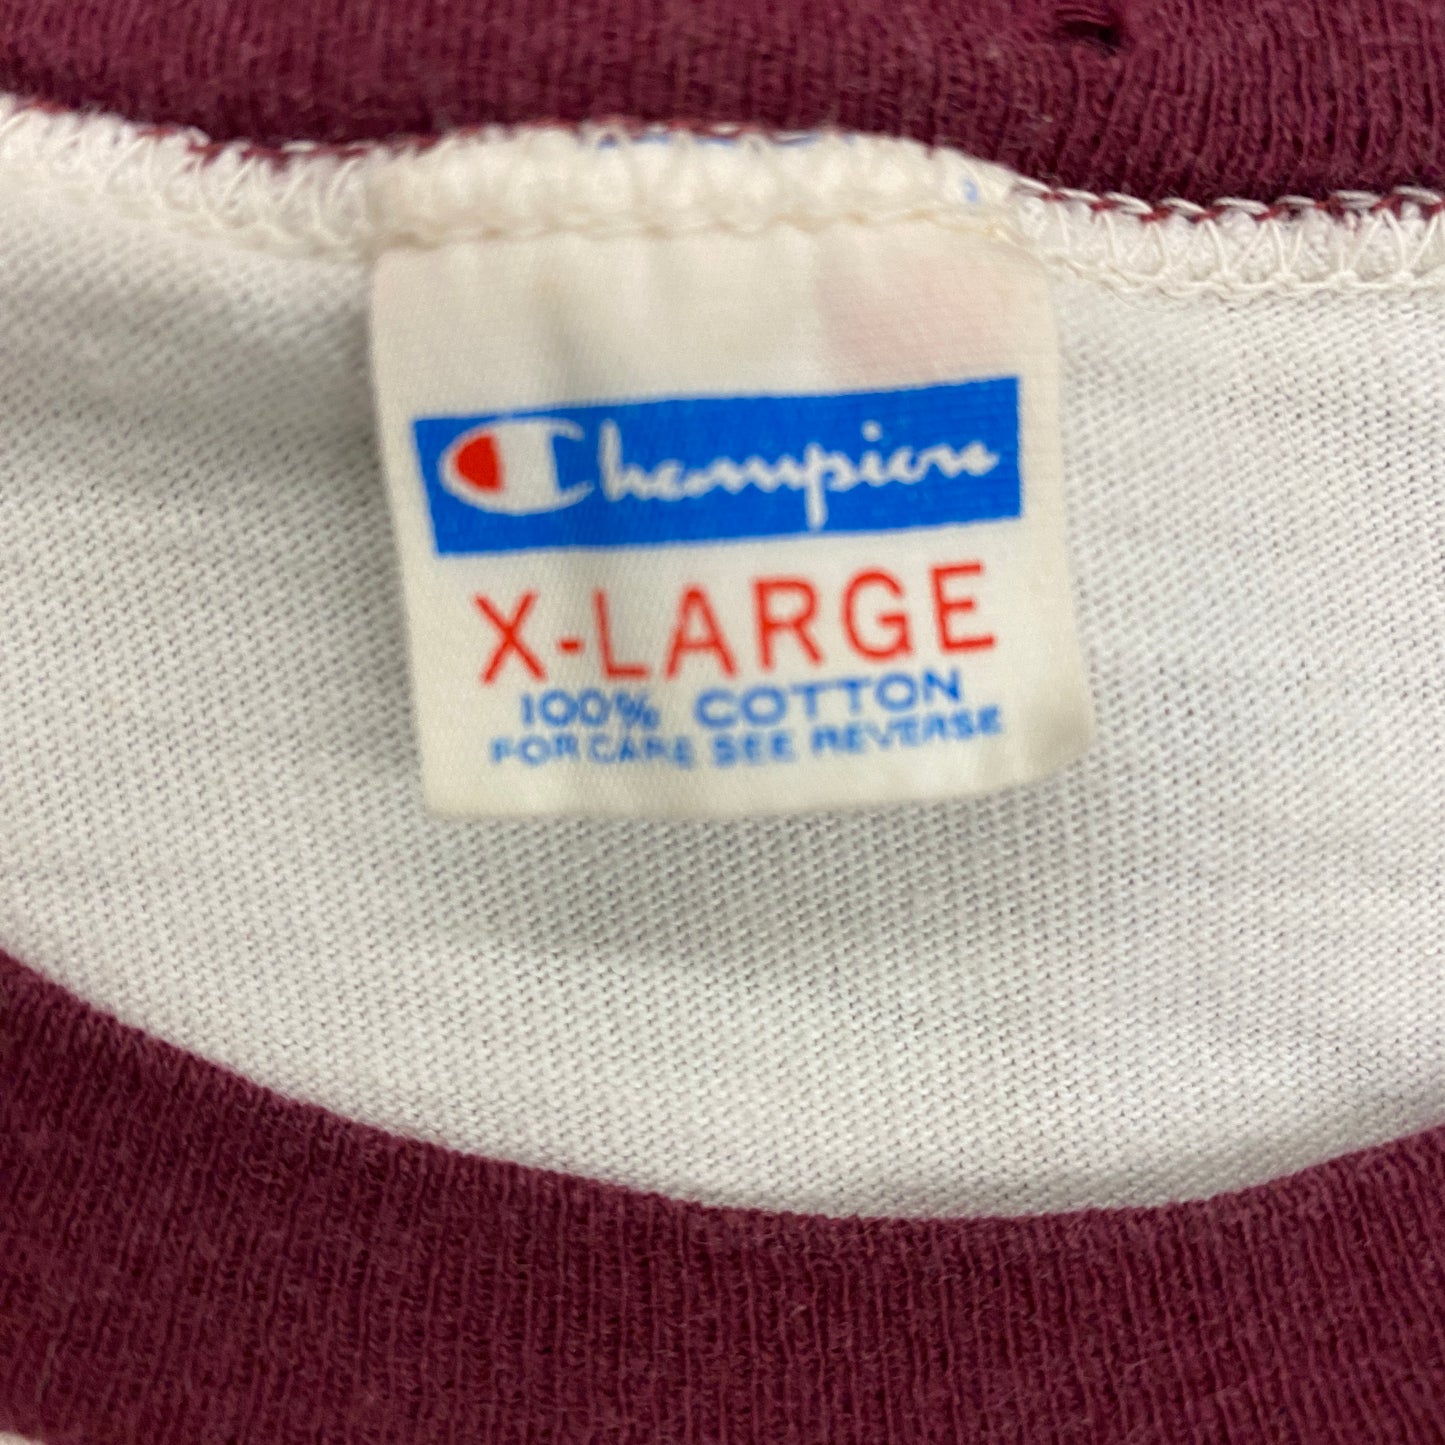 Champion
X-LARGE
100% COTTON
FOR CARE SEE REVERSE